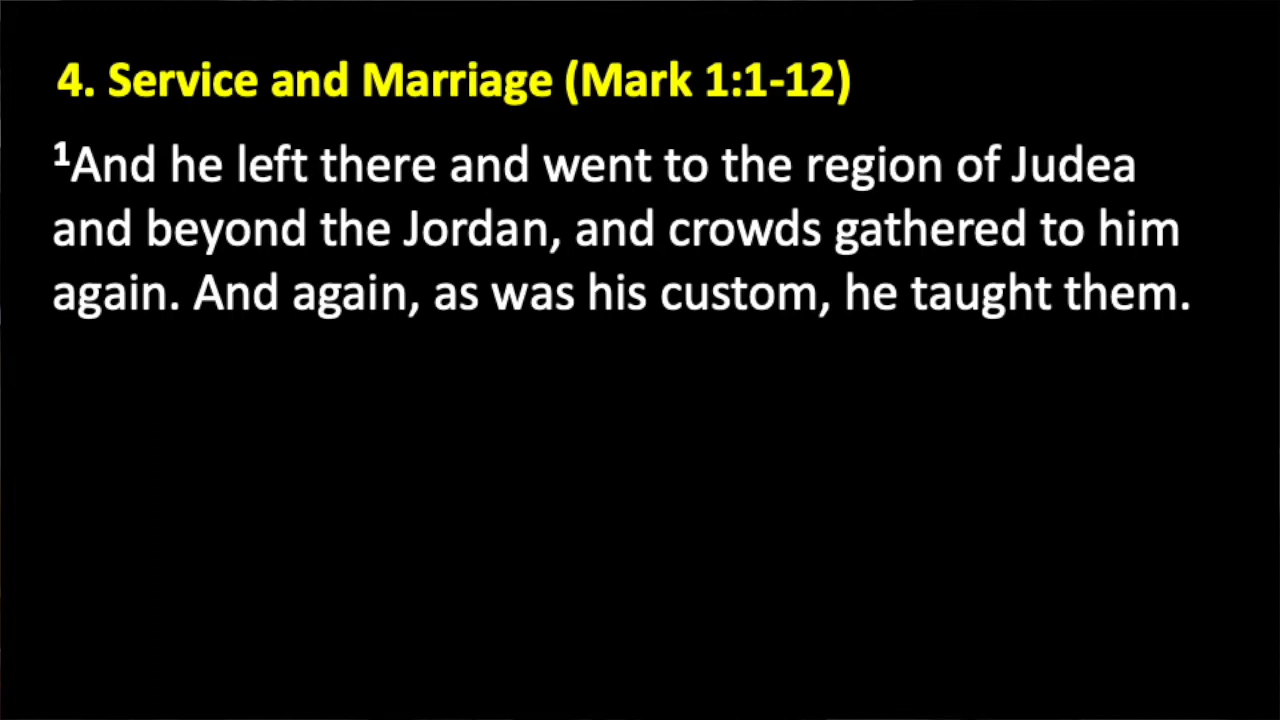 4. Service and Marriage (Mark 1:1-12)
¹And he left there and went to the region of Judea
and beyond the Jordan, and crowds gathered to him
again. And again, as was his custom, he taught them.